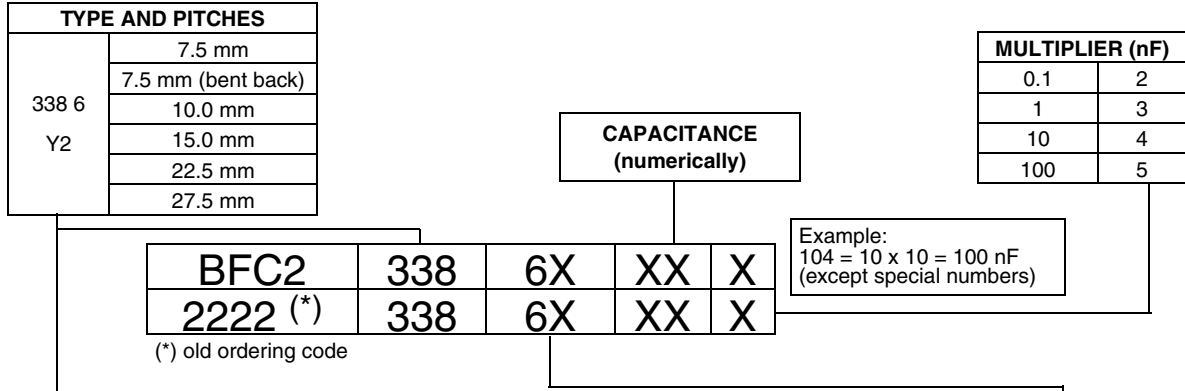 TYPE AND PITCHES
338 6
Y2
7.5 mm
7.5 mm (bent back)
10.0 mm
15.0 mm
22.5 mm
27.5 mm
CAPACITANCE
(numerically)
MULTIPLIER (nF)
0.1 2
1 3
10 4
100 5
Example:
104 = 10 x 10 = 100 nF
(except special numbers)
BFC2 338 6X XX X
2222 (*) 338 6X XX X
(*) old ordering code